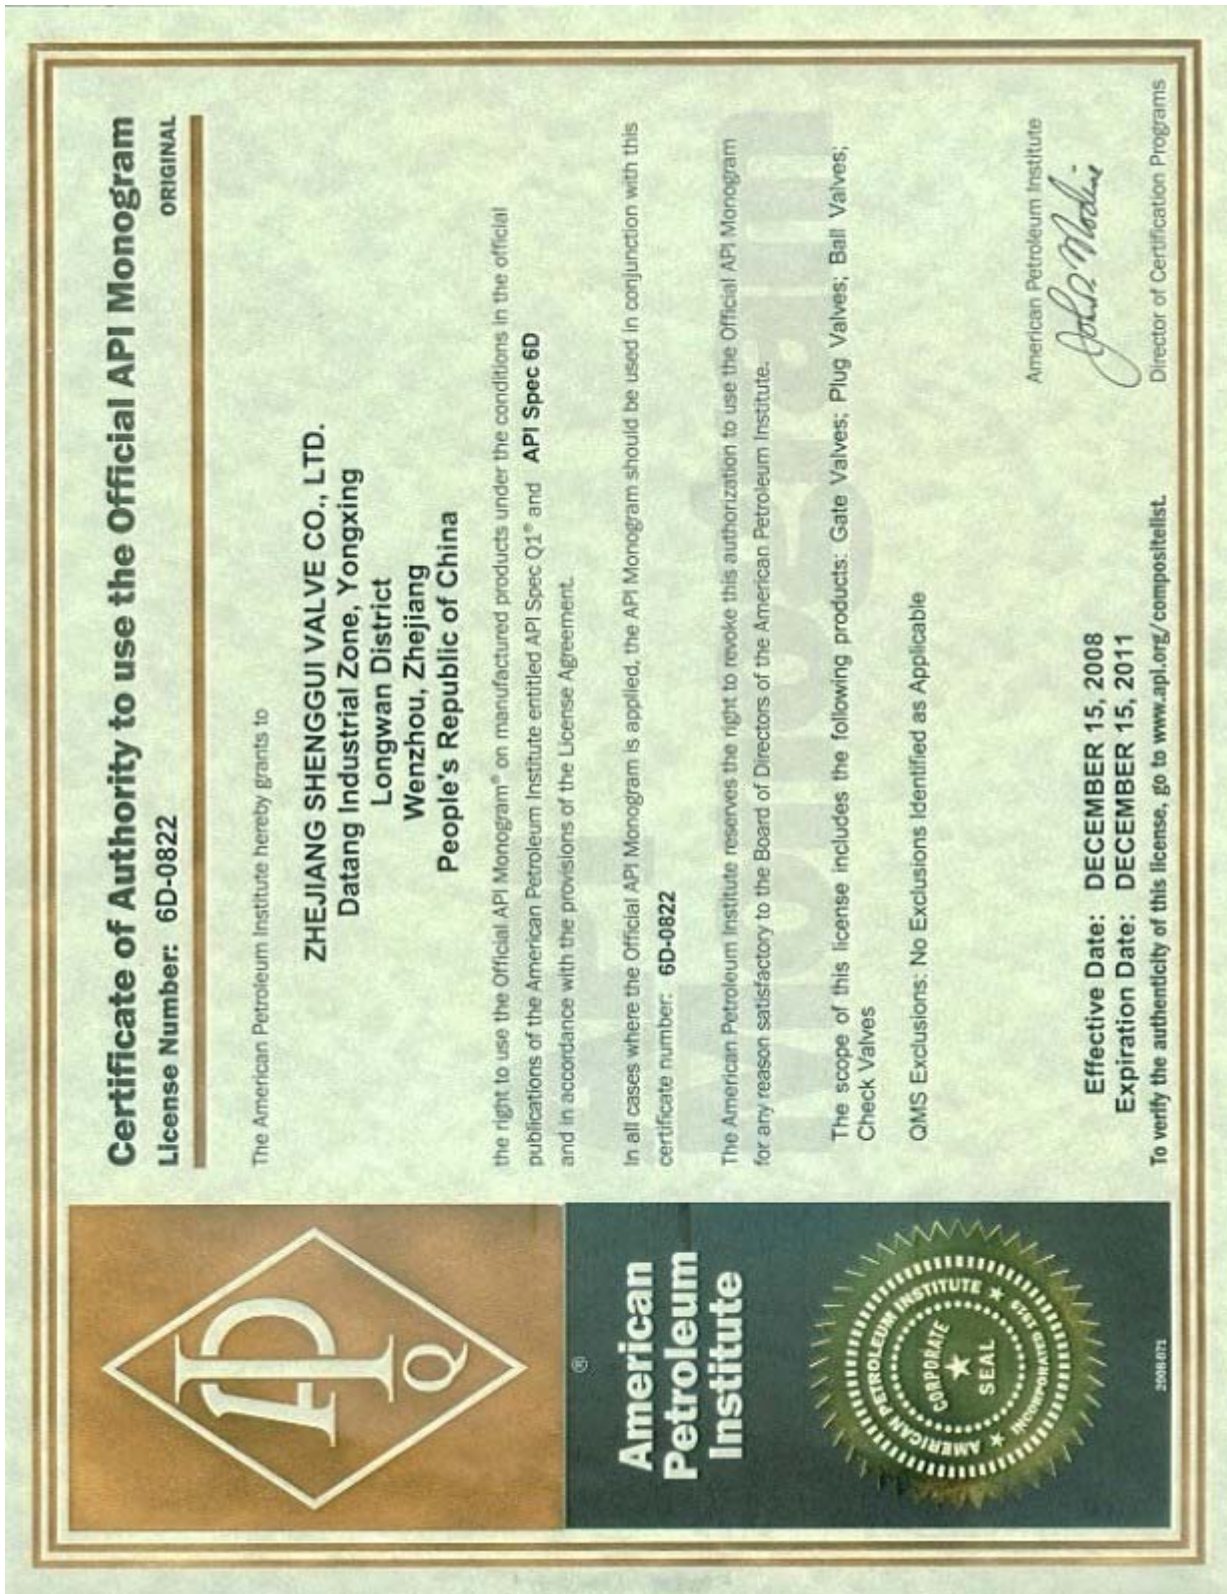 Certificate of Authority to use the Official API Monogram
License Number: 6D-0822
ORIGINAL
The American Petroleum Institute hereby grants to
ZHEJIANG SHENGGUI VALVE CO., LTD.
Datang Industrial Zone, Yongxing
Longwan District
Wenzhou, Zhejiang
People's Republic of China
the right to use the Official API Monogram® on manufactured products under the conditions in the official
publications of the American Petroleum Institute entitled API Spec Q1® and API Spec 6D
and in accordance with the provisions of the License Agreement.
In all cases where the Official API Monogram is applied, the API Monogram should be used in conjunction with this
certificate number: 6D-0822
The American Petroleum Institute reserves the right to revoke this authorization to use the Official API Monogram
for any reason satisfactory to the Board of Directors of the American Petroleum Institute.
The scope of this license includes the following products: Gate Valves; Plug Valves; Ball Valves;
Check Valves
QMS Exclusions: No Exclusions Identified as Applicable
American Petroleum Institute
Effective Date: DECEMBER 15, 2008
Expiration Date: DECEMBER 15, 2011
To verify the authenticity of this license, go to www.api.org/compositelist.
Director of Certification Programs
API
Q
®
American
Petroleum
Institute
AMERICAN PETROLEUM INSTITUTE
INCORPORATED 1919
CORPORATE
SEAL
2008-071
API
Monogram